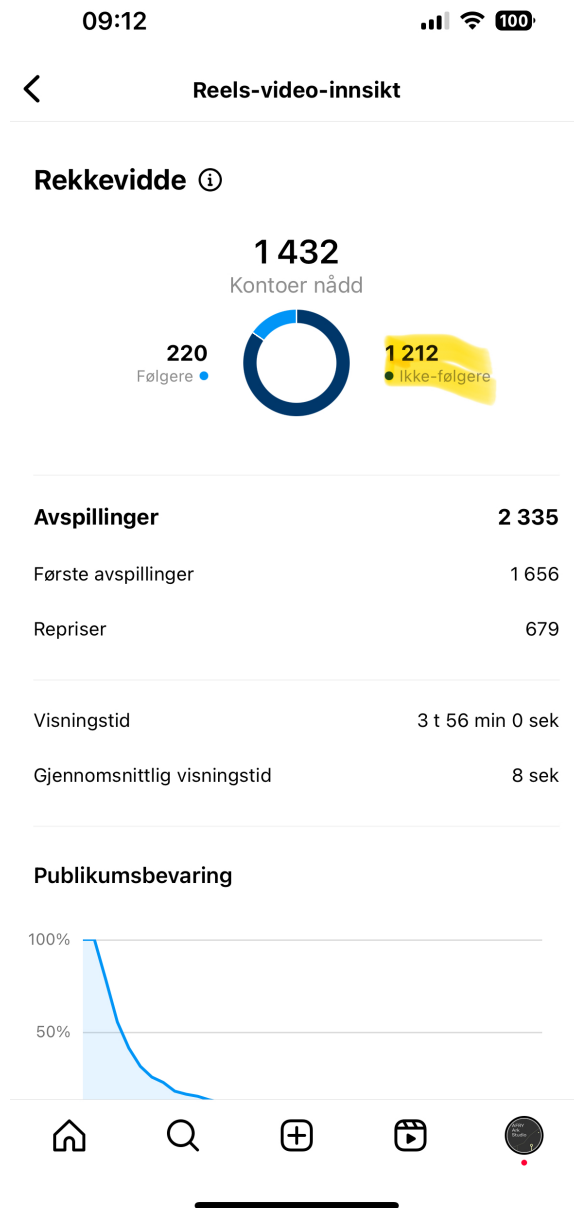 09:12
100
Reels-video-innsikt
Rekkevidde
1 432
Kontoer nådd
220
Følgere
1 212
Ikke-følgere
Avspillinger 2 335
Første avspillinger 1 656
Repriser 679
Visningstid 3 t 56 min 0 sek
Gjennomsnittlig visningstid 8 sek
Publikumsbevaring
100%
50%
Studio